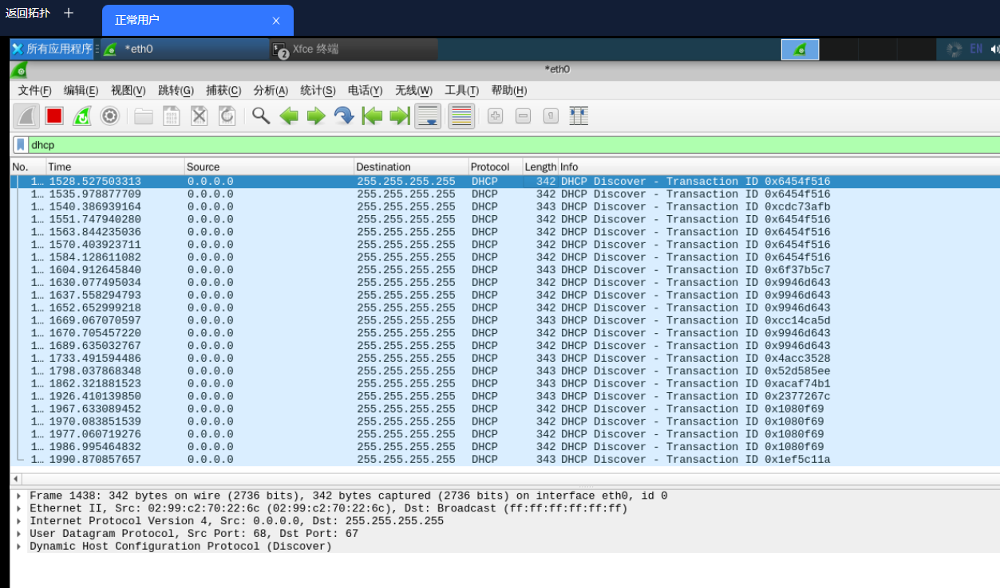 返回拓扑 + 正常用户 x
所有应用程序 *eth0 2 Xfce 终端 EN
*eth0
文件(F) 编辑(E) 视图(V) 跳转(G) 捕获(C) 分析(A) 统计(S) 电话(Y) 无线(W) 工具(T) 帮助(H)
dhcp
No. Time Source Destination Protocol Length Info
1… 1528.527503313 0.0.0.0 255.255.255.255 DHCP 342 DHCP Discover - Transaction ID 0x6454f516
1… 1535.978877709 0.0.0.0 255.255.255.255 DHCP 342 DHCP Discover - Transaction ID 0x6454f516
1… 1540.386939164 0.0.0.0 255.255.255.255 DHCP 343 DHCP Discover - Transaction ID 0xcdc73afb
1… 1551.747940280 0.0.0.0 255.255.255.255 DHCP 342 DHCP Discover - Transaction ID 0x6454f516
1… 1563.844235036 0.0.0.0 255.255.255.255 DHCP 342 DHCP Discover - Transaction ID 0x6454f516
1… 1570.403923711 0.0.0.0 255.255.255.255 DHCP 342 DHCP Discover - Transaction ID 0x6454f516
1… 1584.128611082 0.0.0.0 255.255.255.255 DHCP 342 DHCP Discover - Transaction ID 0x6454f516
1… 1604.912645840 0.0.0.0 255.255.255.255 DHCP 343 DHCP Discover - Transaction ID 0x6f37b5c7
1… 1630.077495034 0.0.0.0 255.255.255.255 DHCP 342 DHCP Discover - Transaction ID 0x9946d643
1… 1637.558294793 0.0.0.0 255.255.255.255 DHCP 342 DHCP Discover - Transaction ID 0x9946d643
1… 1652.652999218 0.0.0.0 255.255.255.255 DHCP 342 DHCP Discover - Transaction ID 0x9946d643
1… 1669.067070597 0.0.0.0 255.255.255.255 DHCP 343 DHCP Discover - Transaction ID 0xcc14ca5d
1… 1670.705457220 0.0.0.0 255.255.255.255 DHCP 342 DHCP Discover - Transaction ID 0x9946d643
1… 1689.635032767 0.0.0.0 255.255.255.255 DHCP 342 DHCP Discover - Transaction ID 0x9946d643
1… 1733.491594486 0.0.0.0 255.255.255.255 DHCP 343 DHCP Discover - Transaction ID 0x4acc3528
1… 1798.037868348 0.0.0.0 255.255.255.255 DHCP 343 DHCP Discover - Transaction ID 0x52d585ee
1… 1862.321881523 0.0.0.0 255.255.255.255 DHCP 343 DHCP Discover - Transaction ID 0xacaf74b1
1… 1926.410139850 0.0.0.0 255.255.255.255 DHCP 343 DHCP Discover - Transaction ID 0x2377267c
1… 1967.633089452 0.0.0.0 255.255.255.255 DHCP 342 DHCP Discover - Transaction ID 0x1080f69
1… 1970.083851539 0.0.0.0 255.255.255.255 DHCP 342 DHCP Discover - Transaction ID 0x1080f69
1… 1977.060719276 0.0.0.0 255.255.255.255 DHCP 342 DHCP Discover - Transaction ID 0x1080f69
1… 1986.995464832 0.0.0.0 255.255.255.255 DHCP 342 DHCP Discover - Transaction ID 0x1080f69
1… 1990.870857657 0.0.0.0 255.255.255.255 DHCP 343 DHCP Discover - Transaction ID 0x1ef5c11a
Frame 1438: 342 bytes on wire (2736 bits), 342 bytes captured (2736 bits) on interface eth0, id 0
Ethernet II, Src: 02:99:c2:70:22:6c (02:99:c2:70:22:6c), Dst: Broadcast (ff:ff:ff:ff:ff:ff)
Internet Protocol Version 4, Src: 0.0.0.0, Dst: 255.255.255.255
User Datagram Protocol, Src Port: 68, Dst Port: 67
Dynamic Host Configuration Protocol (Discover)